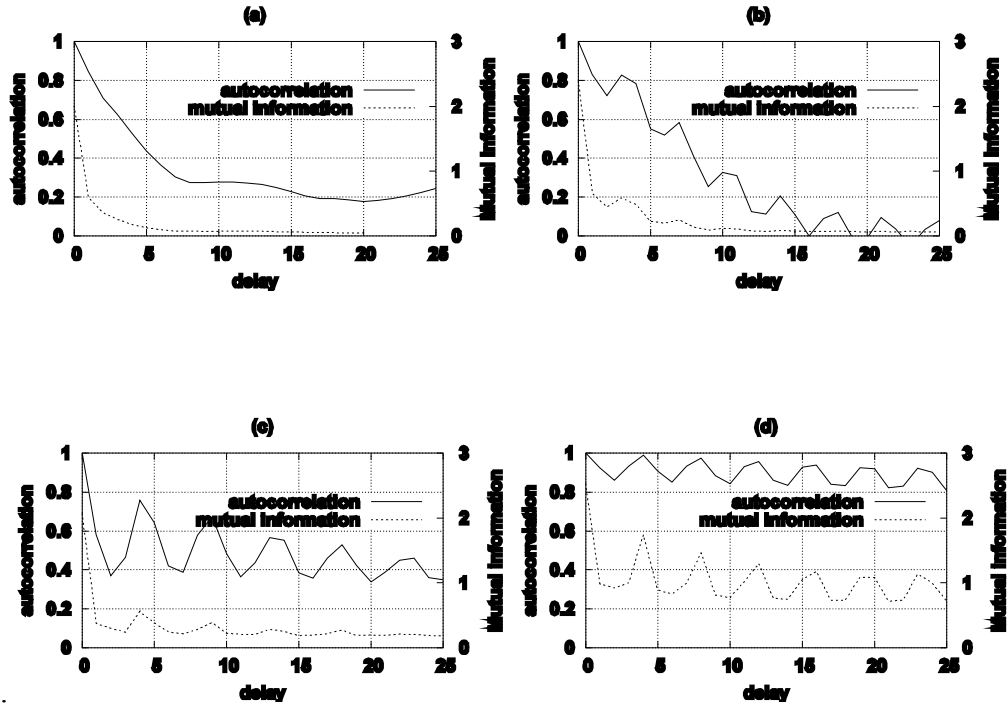 (a)
1
0.8
0.6
0.4
0.2
0
autocorrelation
autocorrelation
mutual information
3
2
1
0
Mutual information
0 5 10 15 20 25
delay
(b)
1
0.8
0.6
0.4
0.2
0
autocorrelation
autocorrelation
mutual information
3
2
1
0
Mutual information
0 5 10 15 20 25
delay
(c)
1
0.8
0.6
0.4
0.2
0
autocorrelation
autocorrelation
mutual information
3
2
1
0
Mutual information
0 5 10 15 20 25
delay
(d)
1
0.8
0.6
0.4
0.2
0
autocorrelation
autocorrelation
mutual information
3
2
1
0
Mutual information
0 5 10 15 20 25
delay
.